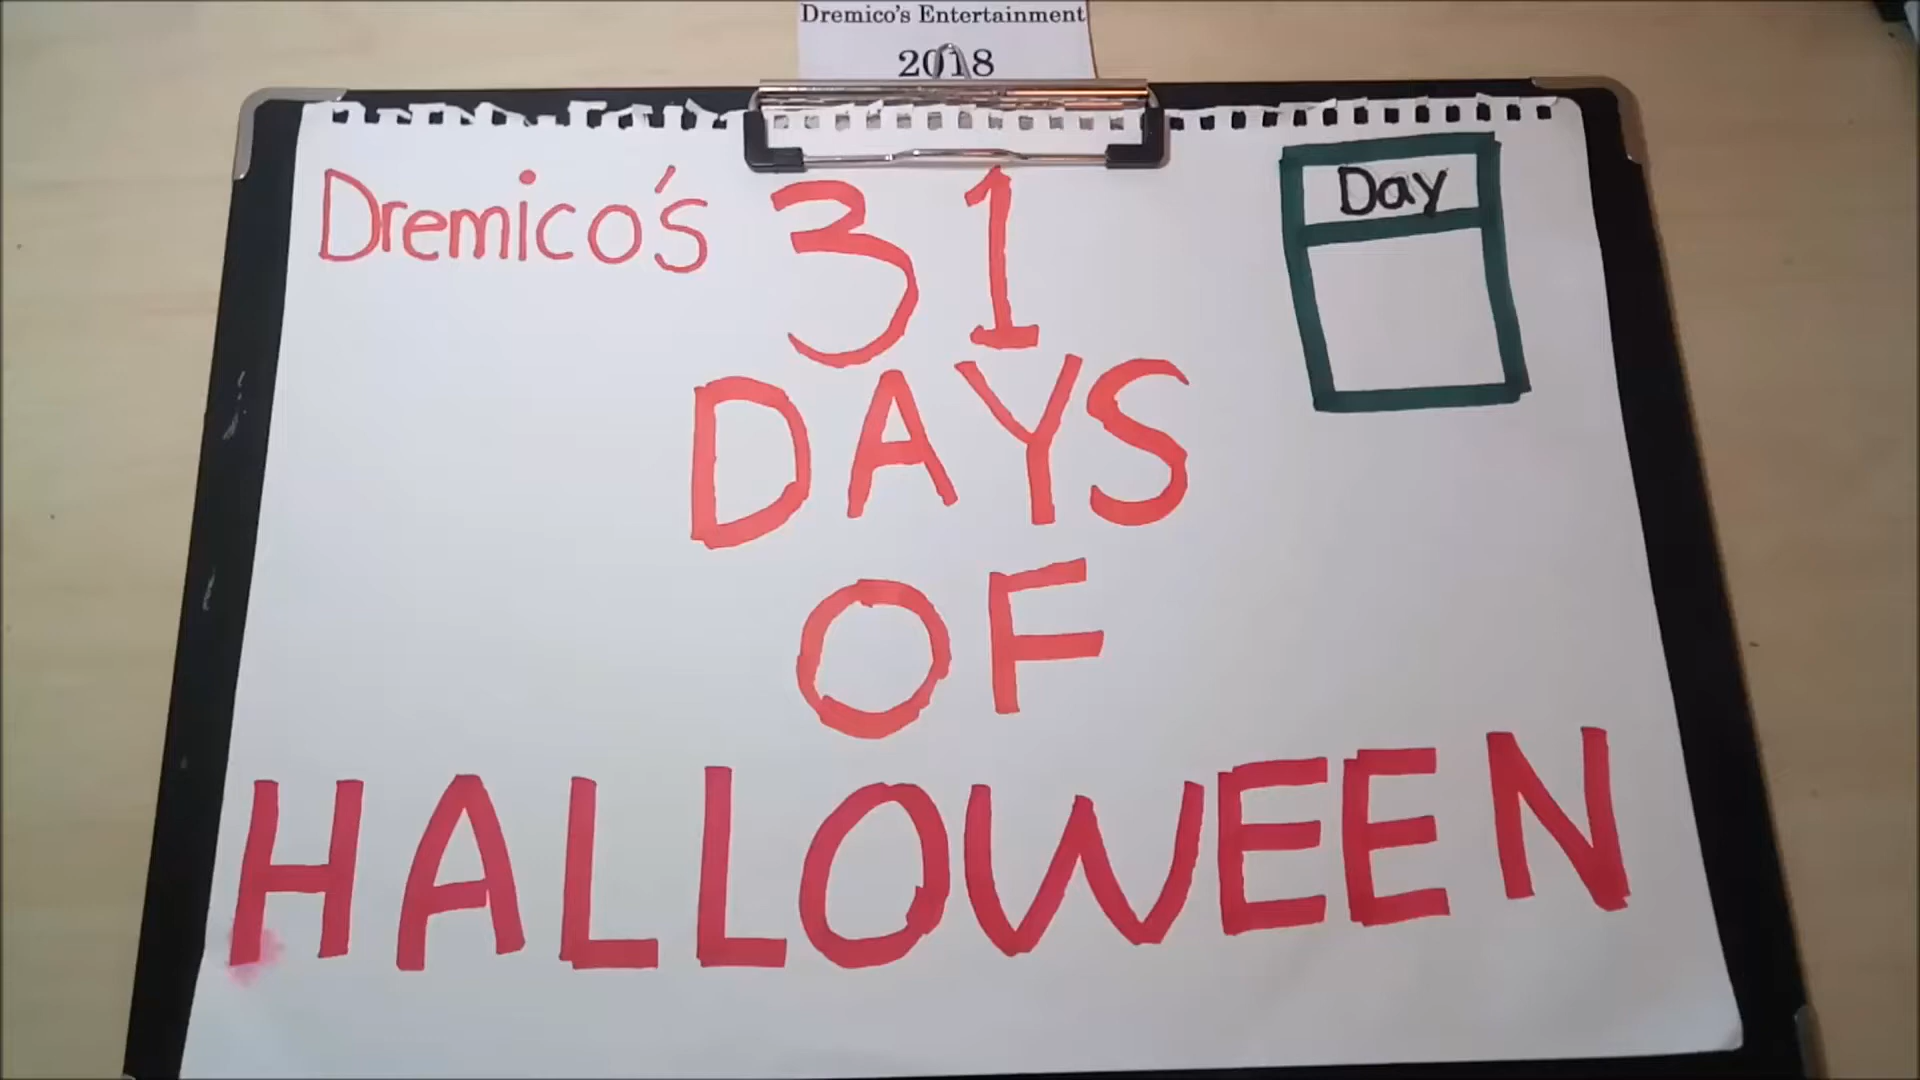 Dremico's Entertainment
2018
Dremico's 31
Day
DAYS
OF
HALLOWEEN